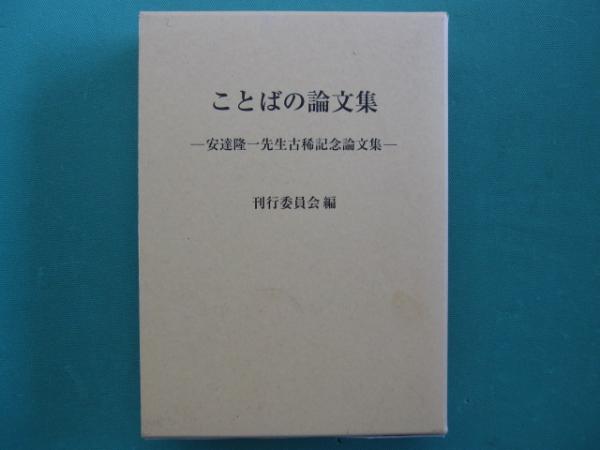 ことばの論文集
—安達隆一先生古稀記念論文集—
刊行委員会 編